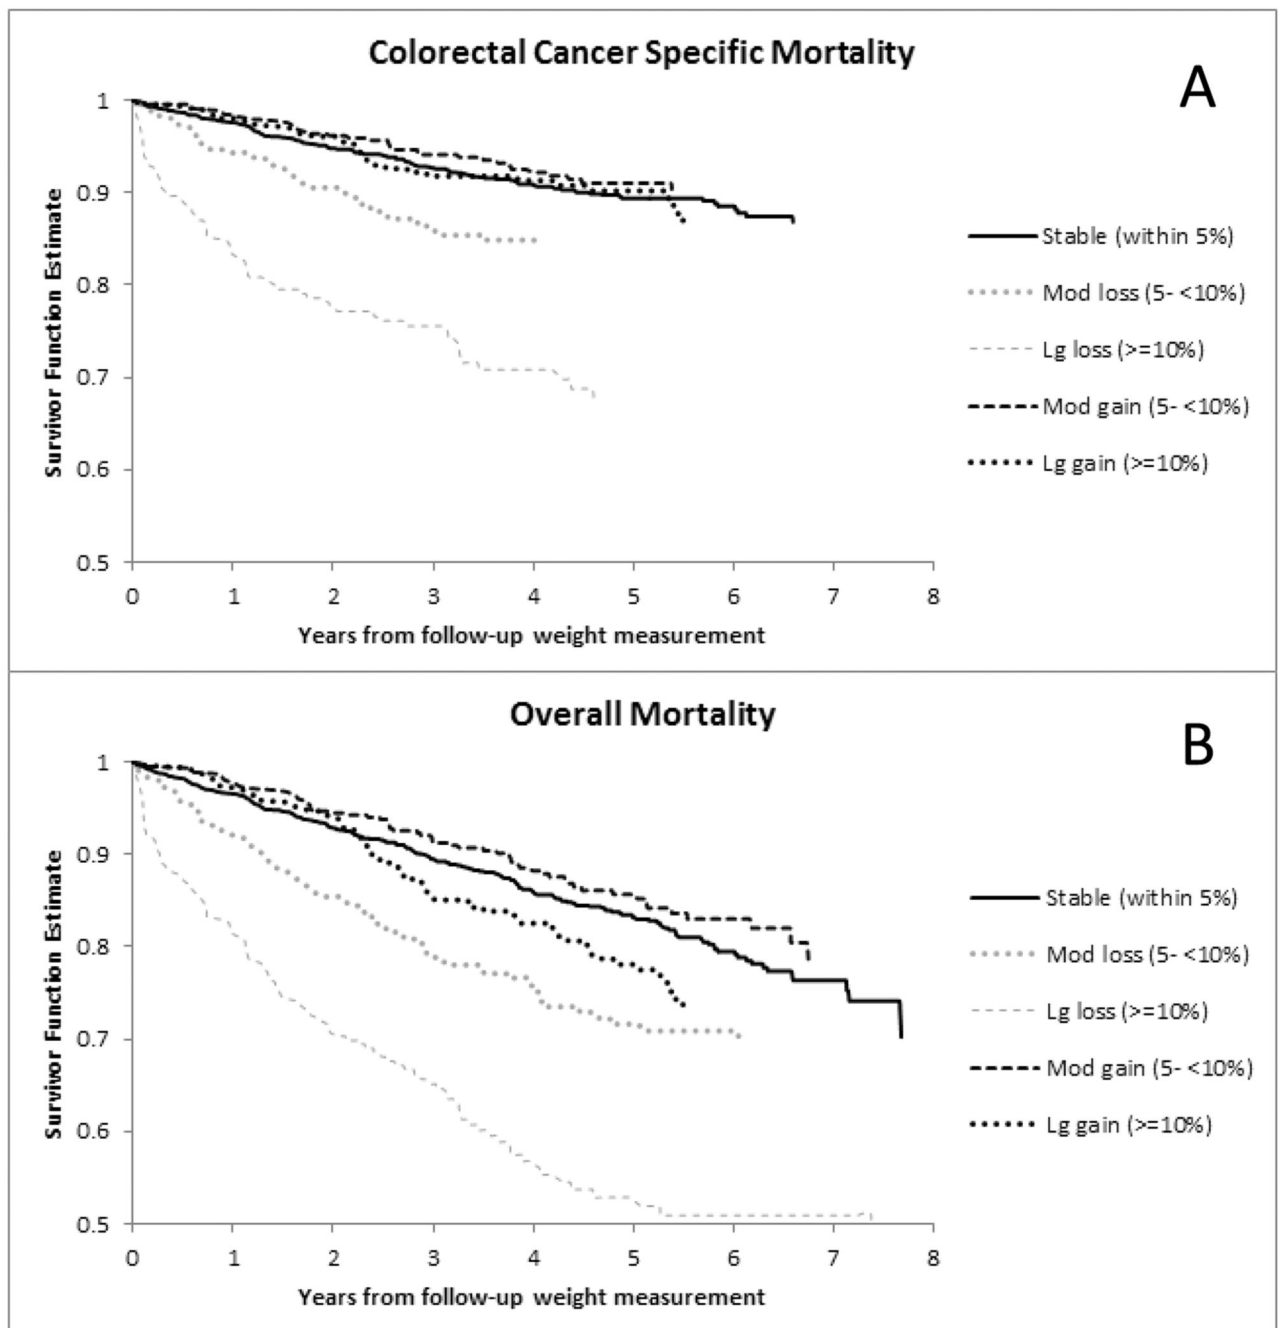 Colorectal Cancer Specific Mortality
A
1
0.9
0.8
0.7
0.6
0.5
Survivor Function Estimate
0 1 2 3 4 5 6 7 8
Years from follow-up weight measurement
Stable (within 5%)
Mod loss (5- <10%)
Lg loss (>=10%)
Mod gain (5- <10%)
Lg gain (>=10%)
Overall Mortality
B
1
0.9
0.8
0.7
0.6
0.5
Survivor Function Estimate
0 1 2 3 4 5 6 7 8
Years from follow-up weight measurement
Stable (within 5%)
Mod loss (5- <10%)
Lg loss (>=10%)
Mod gain (5- <10%)
Lg gain (>=10%)